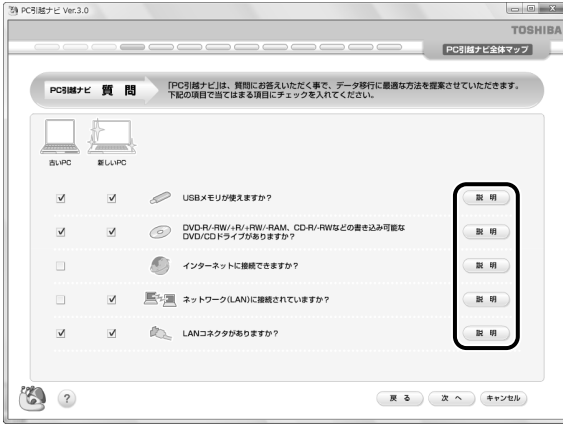 PC引越ナビ Ver.3.0
TOSHIBA
PC引越ナビ全体マップ
PC引越ナビ 質 問
「PC引越ナビ」は、質問にお答えいただく事で、データ移行に最適な方法を提案させていただきます。
下記の項目で当てはまる項目にチェックを入れてください。
古いPC 新しいPC
USBメモリが使えますか？ 説 明
DVD-R/-RW/+R/+RW/-RAM、CD-R/-RWなどの書き込み可能な
DVD/CDドライブがありますか？ 説 明
インターネットに接続できますか？ 説 明
ネットワーク(LAN)に接続されていますか？ 説 明
LANコネクタがありますか？ 説 明
? 戻 る 次 へ キャンセル